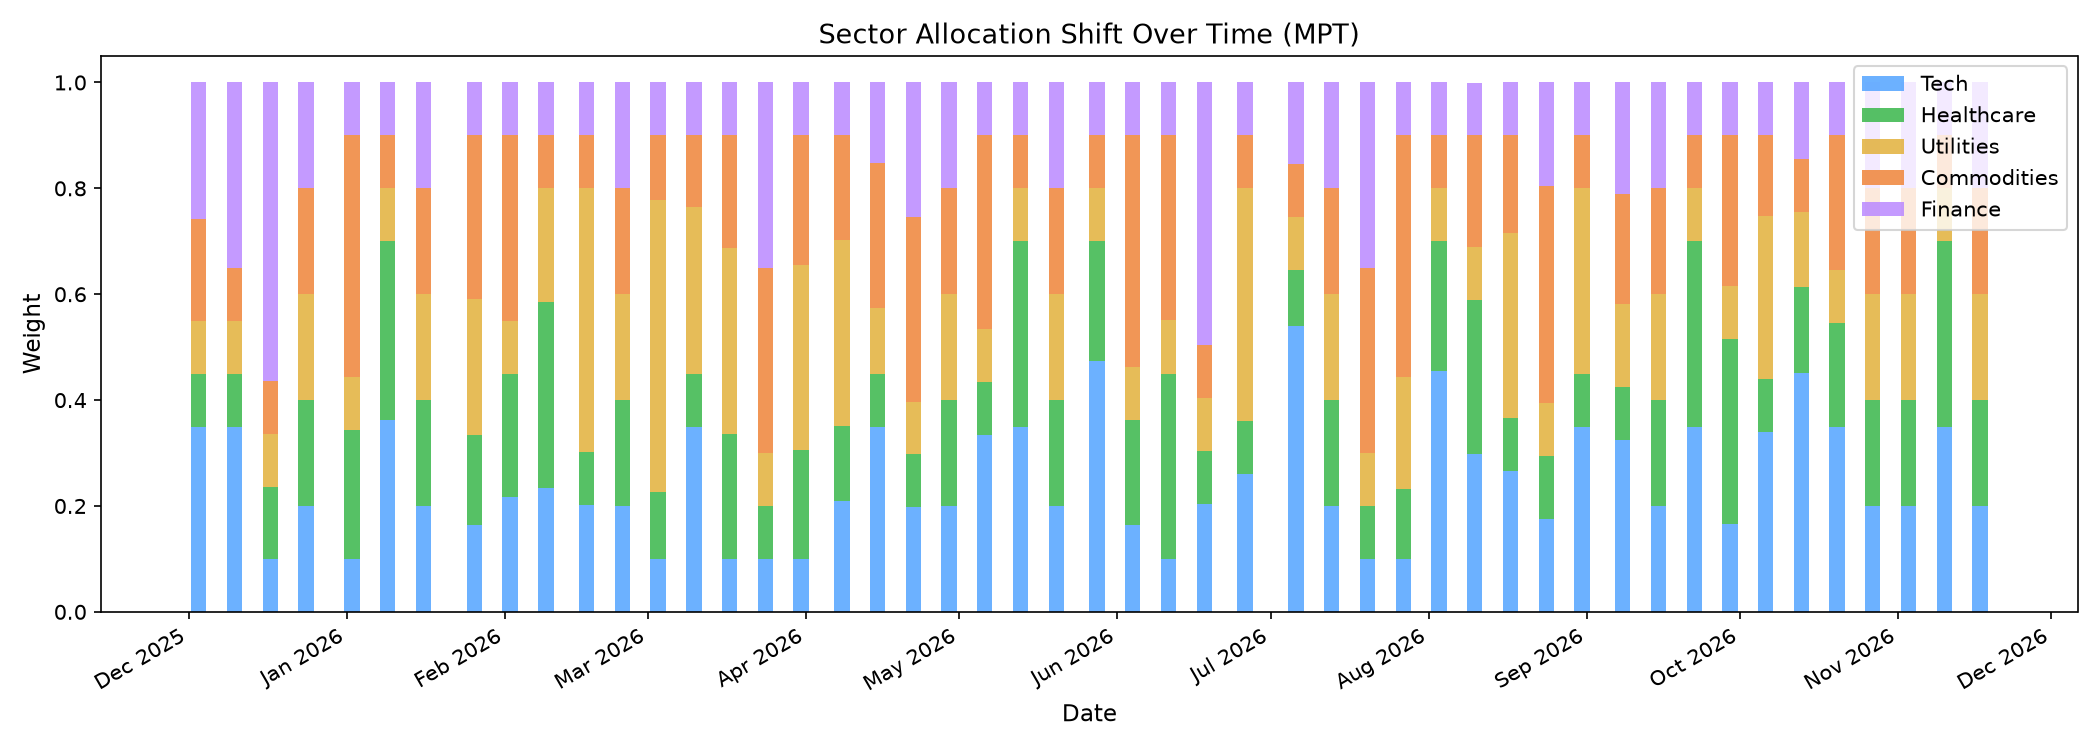 Sector Allocation Shift Over Time (MPT)
Weight
1.0
0.8
0.6
0.4
0.2
0.0
Tech
Healthcare
Utilities
Commodities
Finance
Dec 2025
Jan 2026
Feb 2026
Mar 2026
Apr 2026
May 2026
Jun 2026
Jul 2026
Aug 2026
Sep 2026
Oct 2026
Nov 2026
Dec 2026
Date